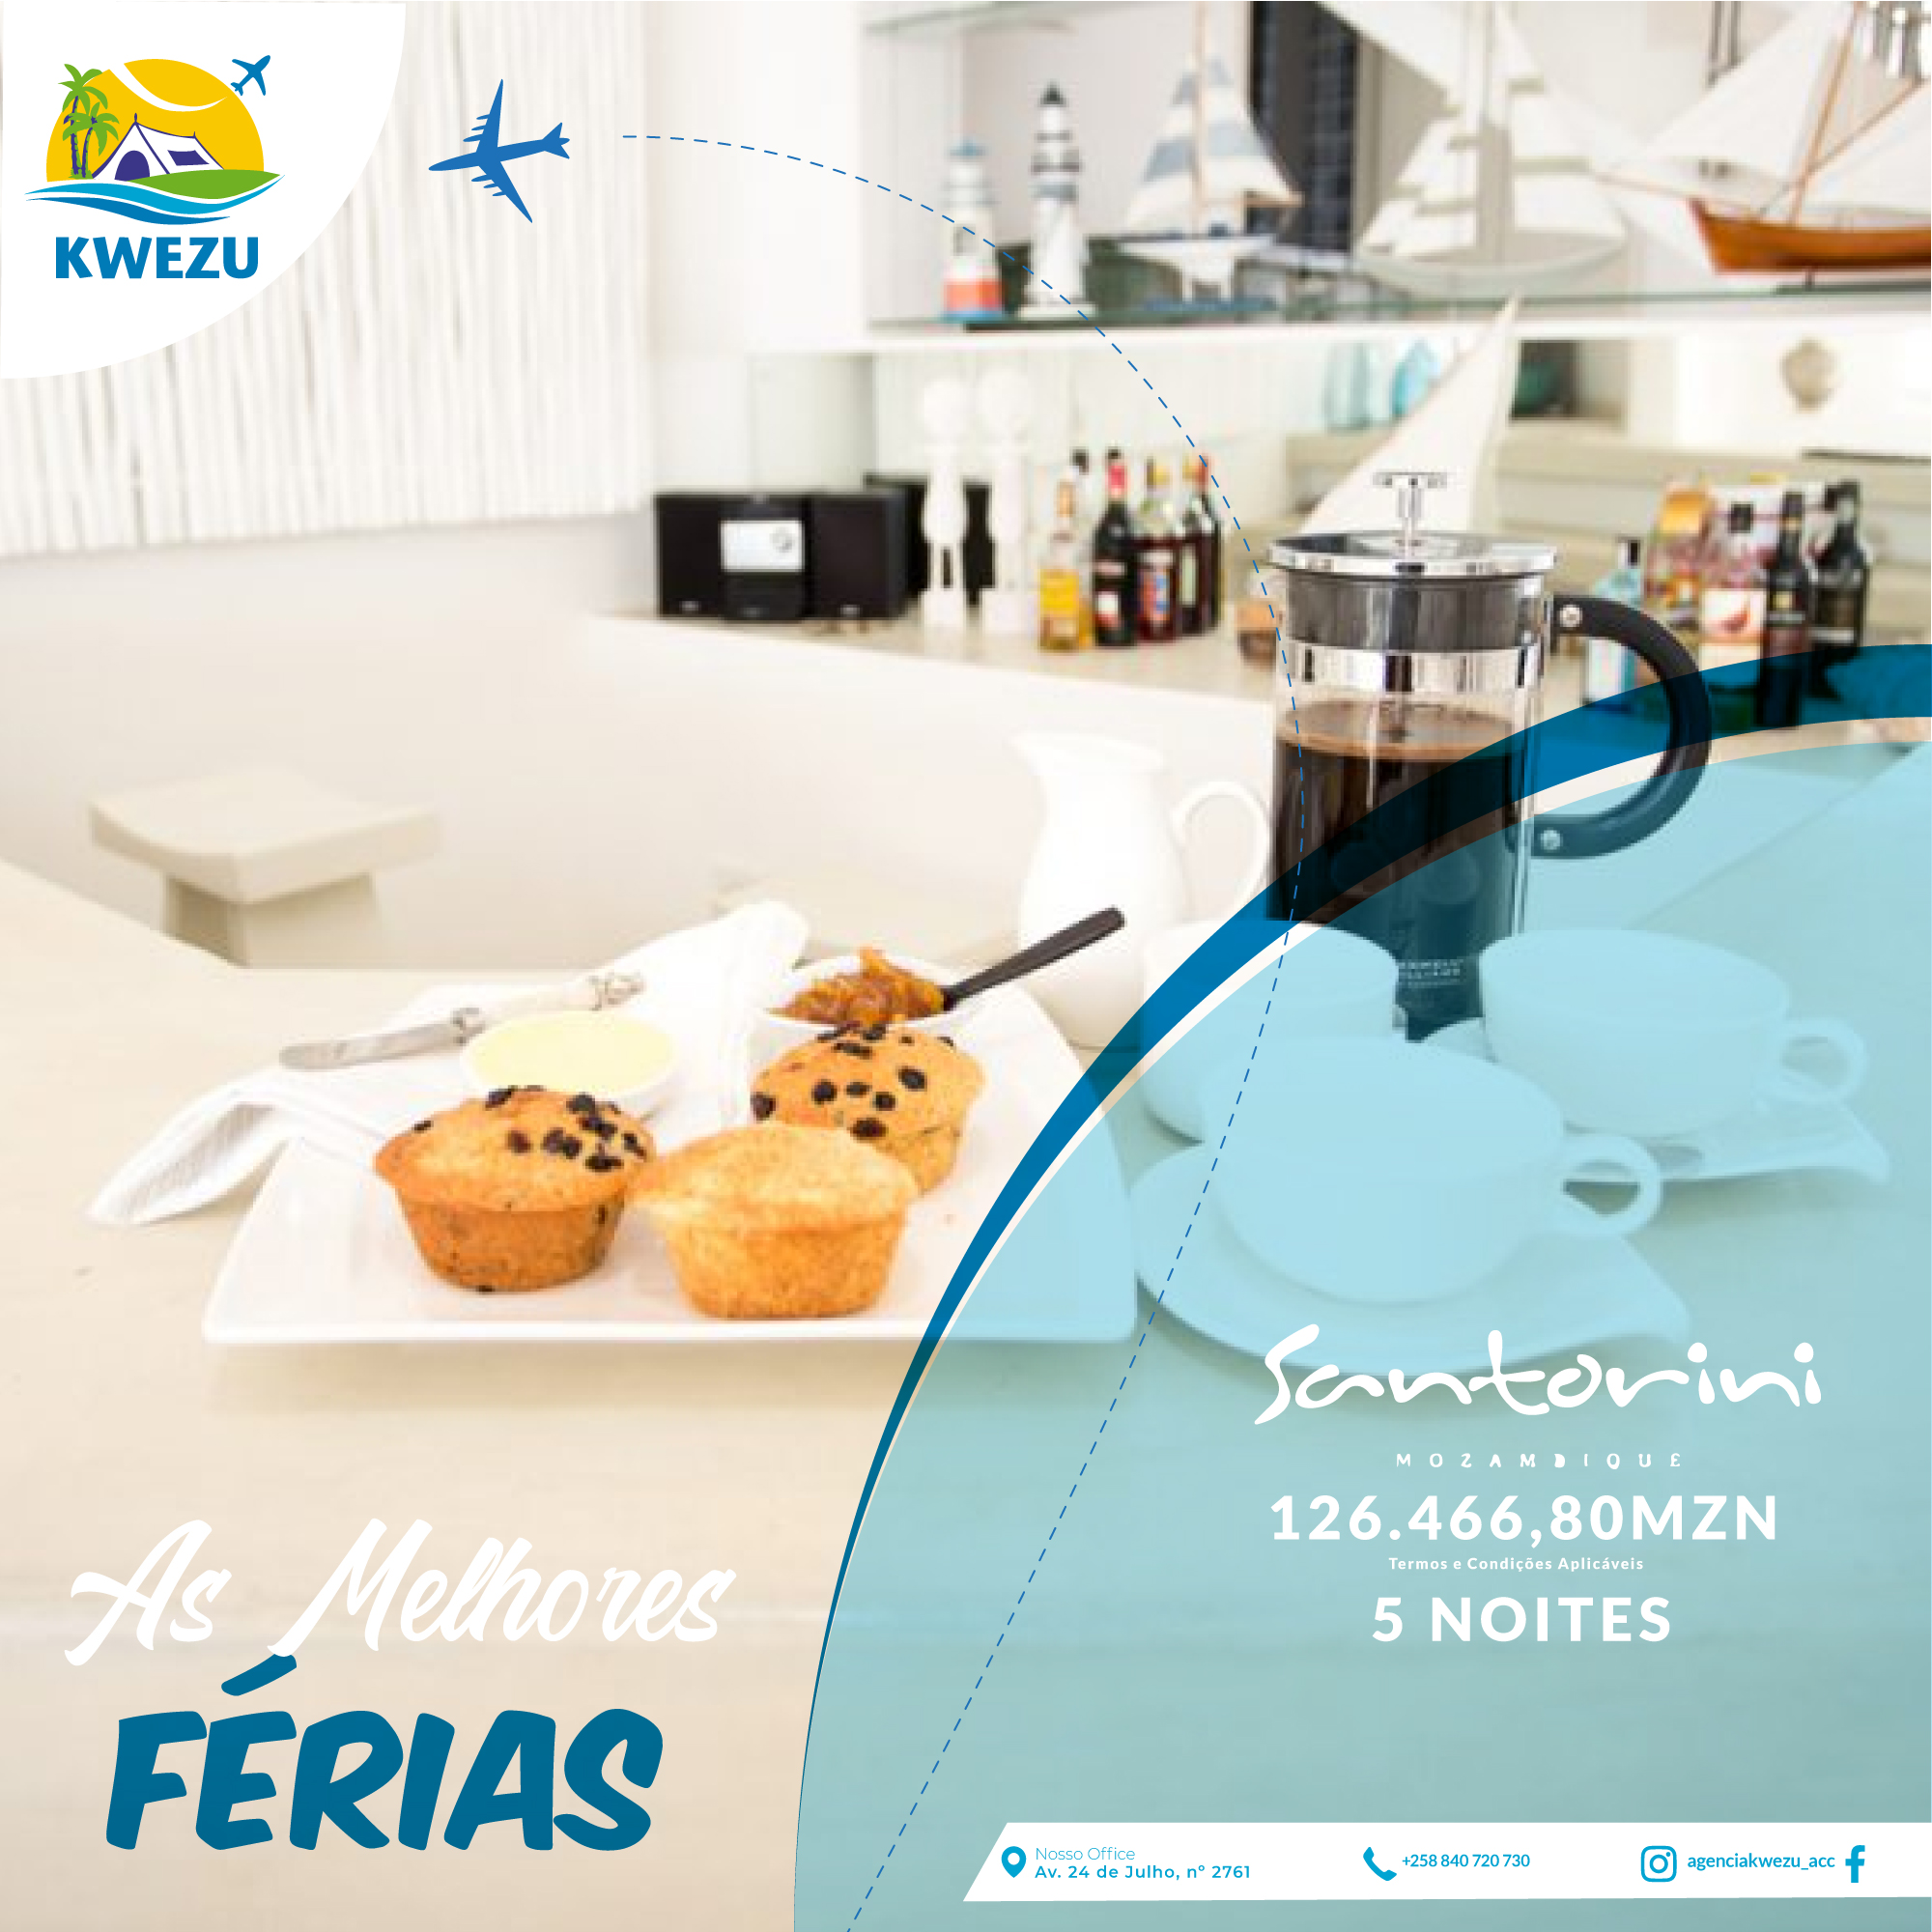 KWEZU
As Melhores
FÉRIAS
Santorini
MOZAMBIQUE
126.466,80MZN
Termos e Condições Aplicáveis
5 NOITES
Nosso Office
Av. 24 de Julho, nº 2761
+258 840 720 730
agenciakwezu_acc